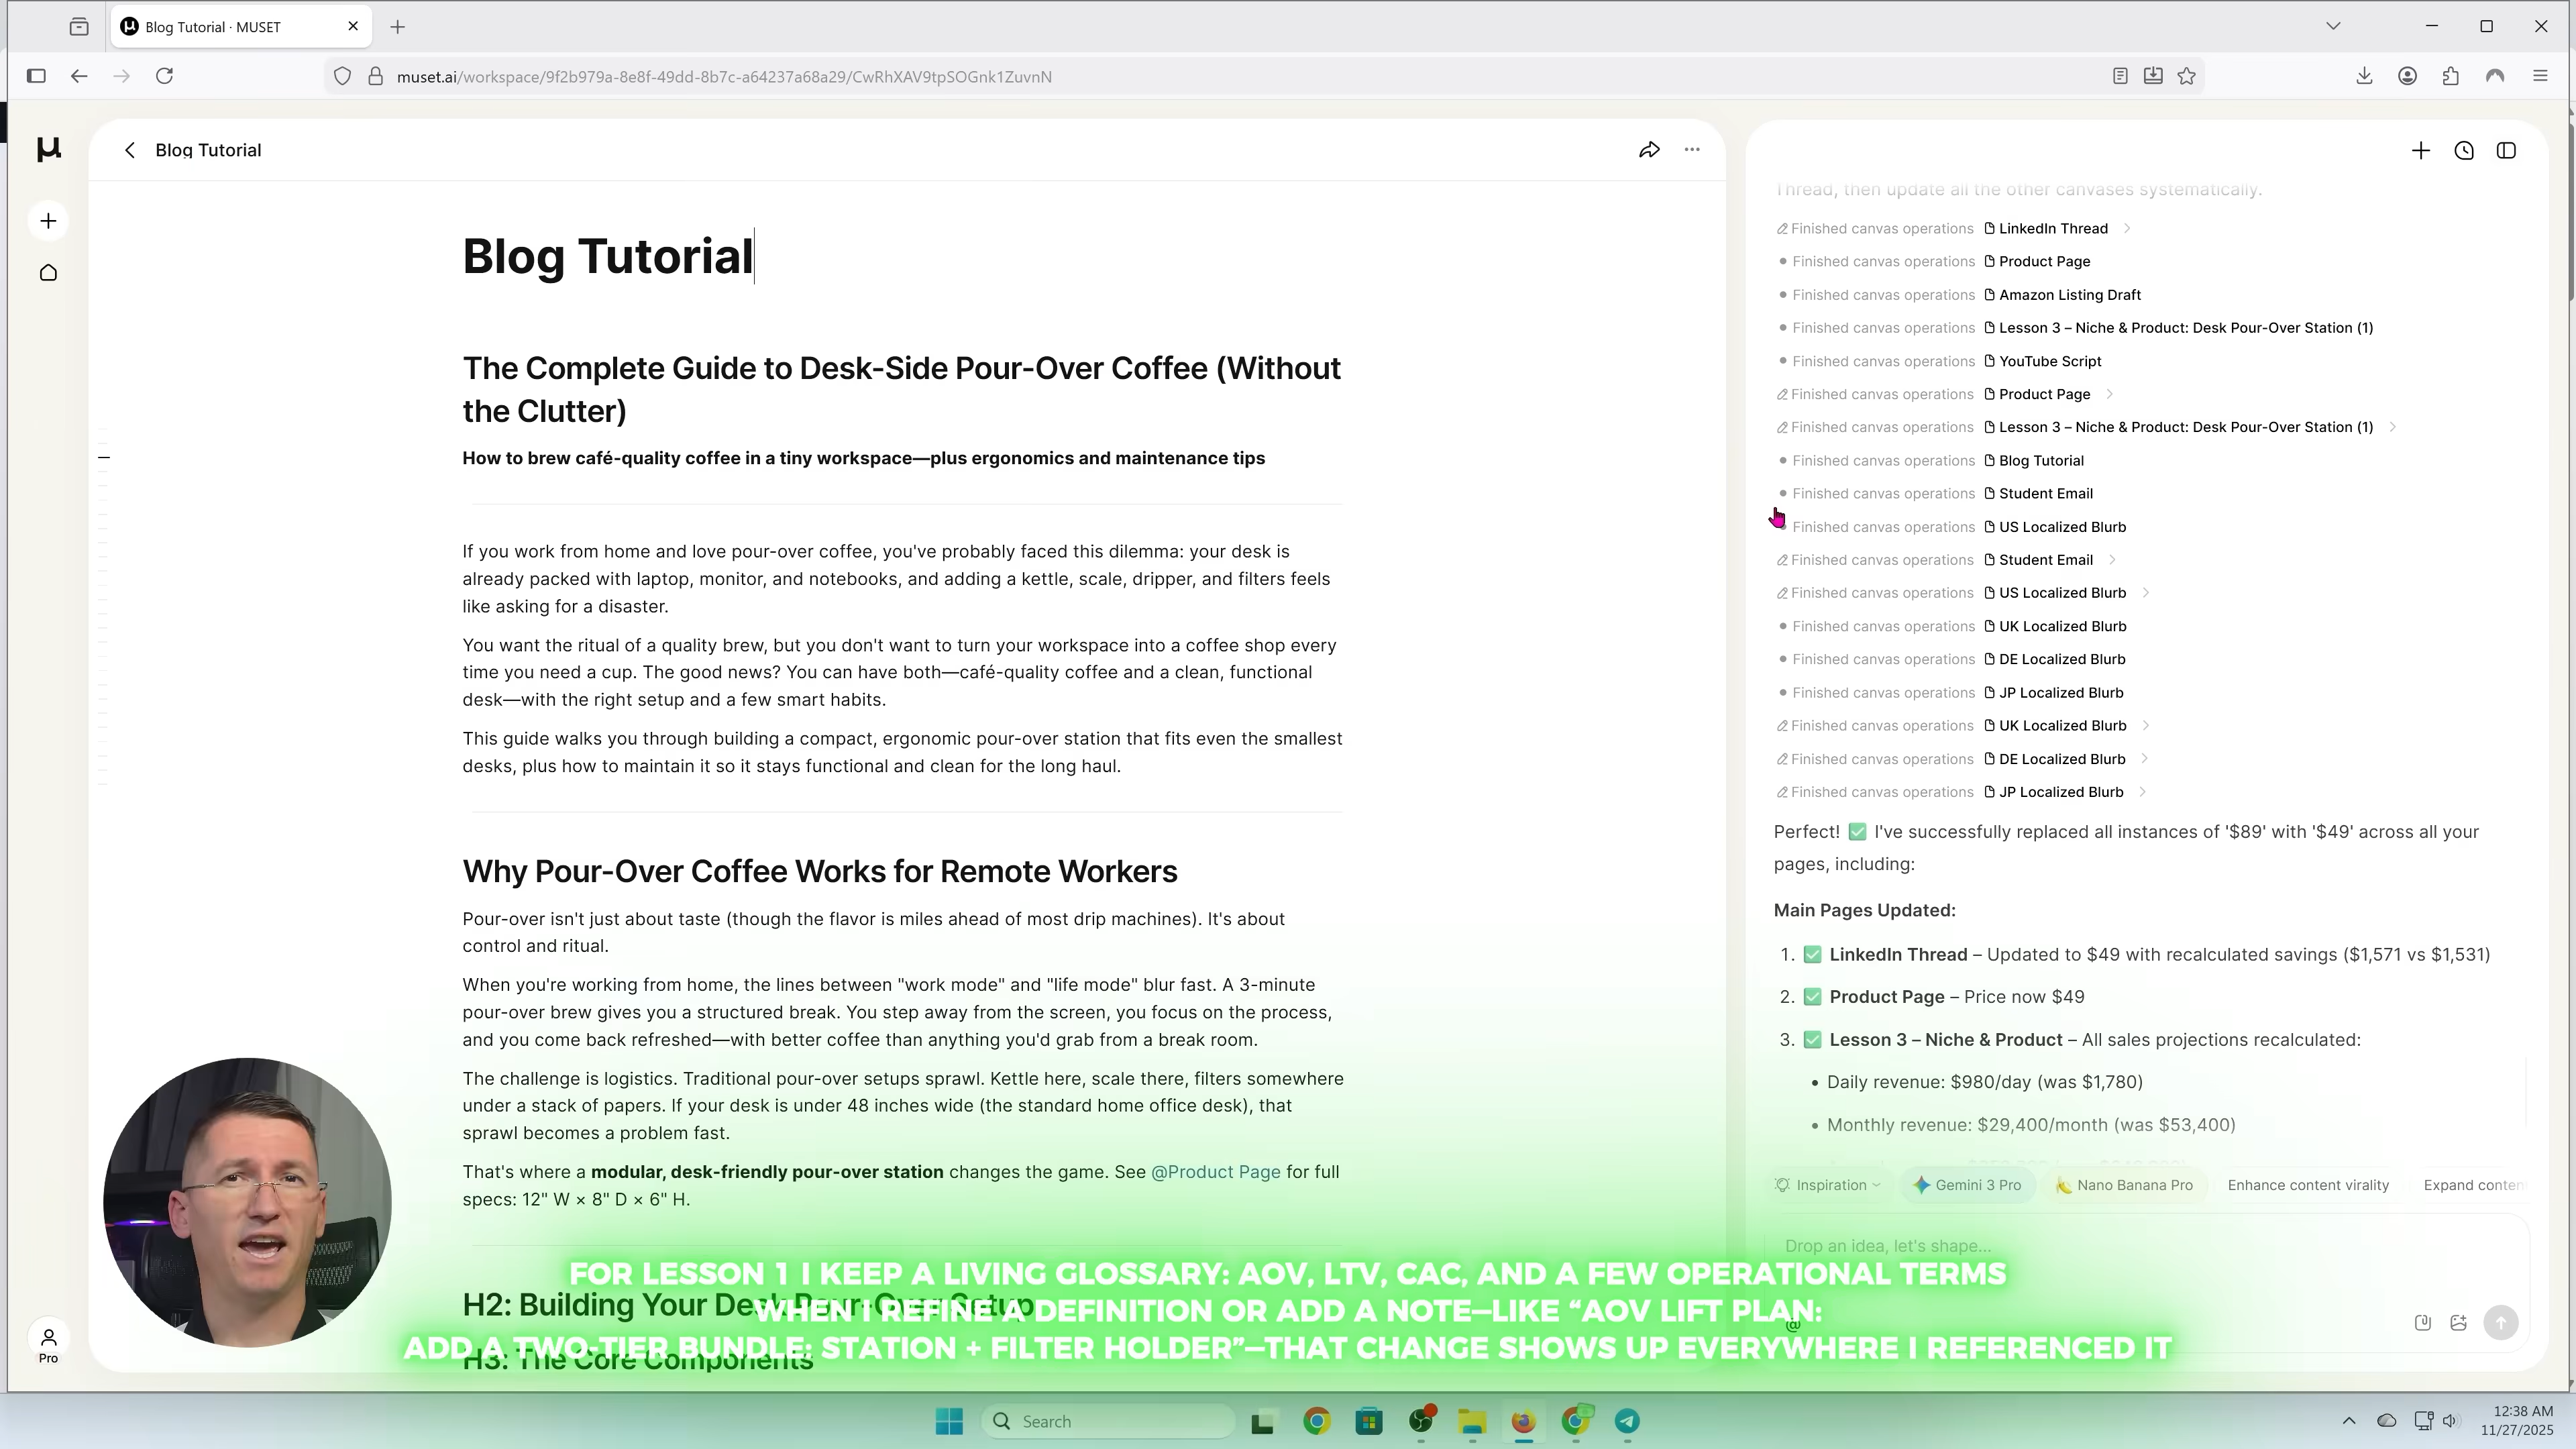 Blog Tutorial · MUSET
muset.ai/workspace/9f2b979a-8e8f-49dd-8b7c-a64237a68a29/CwRhXAV9tpSOGnk1ZuvnN
µ
Blog Tutorial
Blog Tutorial
The Complete Guide to Desk-Side Pour-Over Coffee (Without
the Clutter)
How to brew café-quality coffee in a tiny workspace—plus ergonomics and maintenance tips
If you work from home and love pour-over coffee, you've probably faced this dilemma: your desk is
already packed with laptop, monitor, and notebooks, and adding a kettle, scale, dripper, and filters feels
like asking for a disaster.
You want the ritual of a quality brew, but you don't want to turn your workspace into a coffee shop every
time you need a cup. The good news? You can have both—café-quality coffee and a clean, functional
desk—with the right setup and a few smart habits.
This guide walks you through building a compact, ergonomic pour-over station that fits even the smallest
desks, plus how to maintain it so it stays functional and clean for the long haul.
Why Pour-Over Coffee Works for Remote Workers
Pour-over isn't just about taste (though the flavor is miles ahead of most drip machines). It's about
control and ritual.
When you're working from home, the lines between "work mode" and "life mode" blur fast. A 3-minute
pour-over brew gives you a structured break. You step away from the screen, you focus on the process,
and you come back refreshed—with better coffee than anything you'd grab from a break room.
The challenge is logistics. Traditional pour-over setups sprawl. Kettle here, scale there, filters somewhere
under a stack of papers. If your desk is under 48 inches wide (the standard home office desk), that
sprawl becomes a problem fast.
That's where a modular, desk-friendly pour-over station changes the game. See @Product Page for full
specs: 12" W × 8" D × 6" H.
H2: Building Your Desk Pour-Over Setup
H3: The Core Components
Thread, then update all the other canvases systematically.
Finished canvas operations LinkedIn Thread
Finished canvas operations Product Page
Finished canvas operations Amazon Listing Draft
Finished canvas operations Lesson 3 – Niche & Product: Desk Pour-Over Station (1)
Finished canvas operations YouTube Script
Finished canvas operations Product Page
Finished canvas operations Lesson 3 – Niche & Product: Desk Pour-Over Station (1)
Finished canvas operations Blog Tutorial
Finished canvas operations Student Email
Finished canvas operations US Localized Blurb
Finished canvas operations Student Email
Finished canvas operations US Localized Blurb
Finished canvas operations UK Localized Blurb
Finished canvas operations DE Localized Blurb
Finished canvas operations JP Localized Blurb
Finished canvas operations UK Localized Blurb
Finished canvas operations DE Localized Blurb
Finished canvas operations JP Localized Blurb
Perfect! ✅ I've successfully replaced all instances of '$89' with '$49' across all your
pages, including:
Main Pages Updated:
1. ✅ LinkedIn Thread – Updated to $49 with recalculated savings ($1,571 vs $1,531)
2. ✅ Product Page – Price now $49
3. ✅ Lesson 3 – Niche & Product – All sales projections recalculated:
• Daily revenue: $980/day (was $1,780)
• Monthly revenue: $29,400/month (was $53,400)
Inspiration Gemini 3 Pro Nano Banana Pro Enhance content virality Expand conten
Drop an idea, let's shape...
@
Pro
FOR LESSON 1 I KEEP A LIVING GLOSSARY: AOV, LTV, CAC, AND A FEW OPERATIONAL TERMS
WHEN I REFINE A DEFINITION OR ADD A NOTE—LIKE “AOV LIFT PLAN:
ADD A TWO-TIER BUNDLE: STATION + FILTER HOLDER”—THAT CHANGE SHOWS UP EVERYWHERE I REFERENCED IT
Search
12:38 AM
11/27/2025